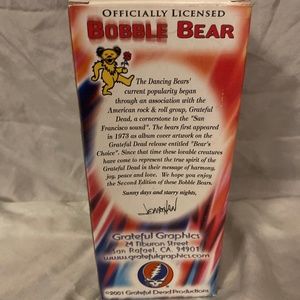 OFFICIALLY LICENSED
BOBBLE BEAR
The Dancing Bears'
current popularity began
through an association with the
American rock & roll group, Grateful
Dead, a cornerstone to the "San
Francisco sound". The bears first appeared
in 1973 as album cover artwork on the
Grateful Dead release entitled "Bear's
Choice". Since that time these lovable creatures
have come to represent the true spirit of the
Grateful Dead in their message of harmony,
joy, peace and love. We hope you enjoy
the Second Edition of these Bobble Bears.
Sunny days and starry nights,
Grateful Graphics
24 Tiburon Street
San Rafael, CA. 94901
www.gratefulgraphics.com
©2001 Grateful Dead Productions